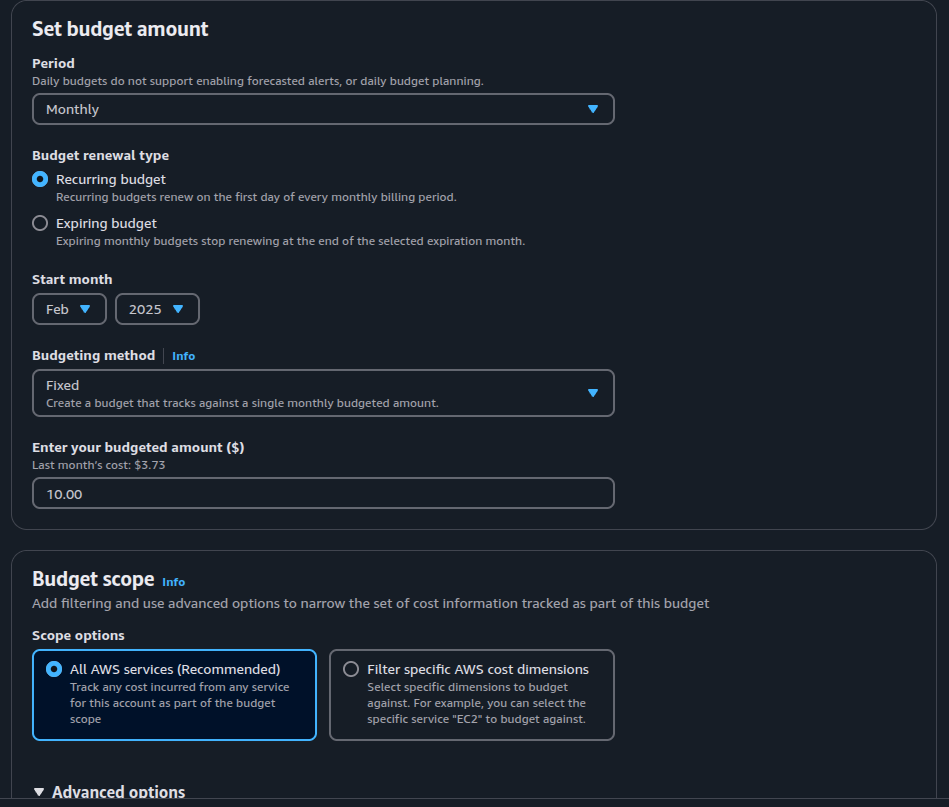 Set budget amount
Period
Daily budgets do not support enabling forecasted alerts, or daily budget planning.
Monthly
Budget renewal type
Recurring budget
Recurring budgets renew on the first day of every monthly billing period.
Expiring budget
Expiring monthly budgets stop renewing at the end of the selected expiration month.
Start month
Feb 2025
Budgeting method Info
Fixed
Create a budget that tracks against a single monthly budgeted amount.
Enter your budgeted amount ($)
Last month's cost: $3.73
10.00
Budget scope Info
Add filtering and use advanced options to narrow the set of cost information tracked as part of this budget
Scope options
All AWS services (Recommended)
Track any cost incurred from any service
for this account as part of the budget
scope
Filter specific AWS cost dimensions
Select specific dimensions to budget
against. For example, you can select the
specific service "EC2" to budget against.
Advanced options